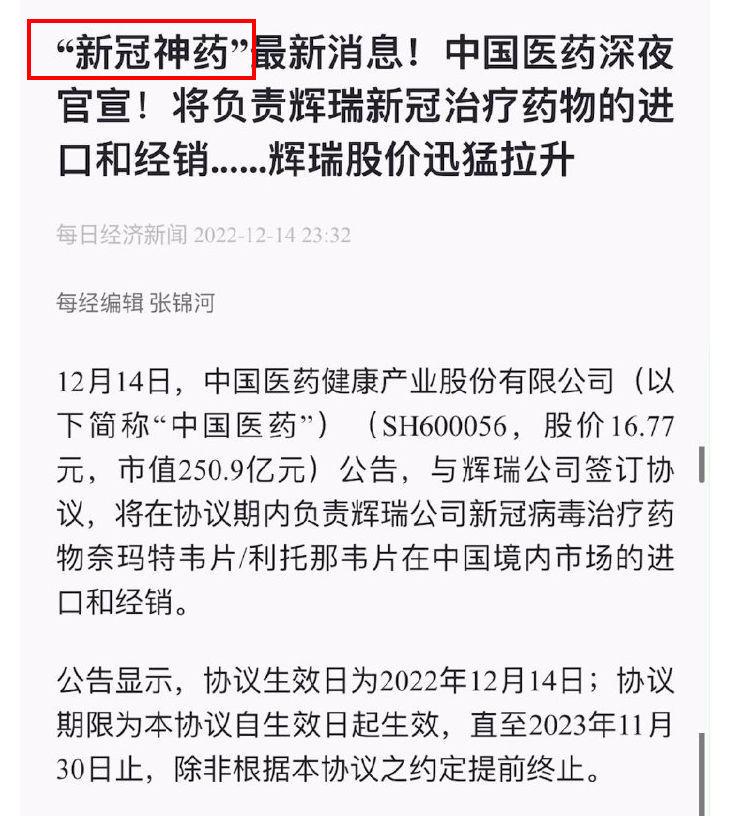 “新冠神药”最新消息！中国医药深夜
官宣！将负责辉瑞新冠治疗药物的进
口和经销......辉瑞股价迅猛拉升
每日经济新闻 2022-12-14 23:32
每经编辑 张锦河
12月14日，中国医药健康产业股份有限公司（以
下简称“中国医药”）（SH600056，股价16.77
元，市值250.9亿元）公告，与辉瑞公司签订协
议，将在协议期内负责辉瑞公司新冠病毒治疗药
物奈玛特韦片/利托那韦片在中国境内市场的进
口和经销。
公告显示，协议生效日为2022年12月14日；协议
期限为本协议自生效日起生效，直至2023年11月
30日止，除非根据本协议之约定提前终止。